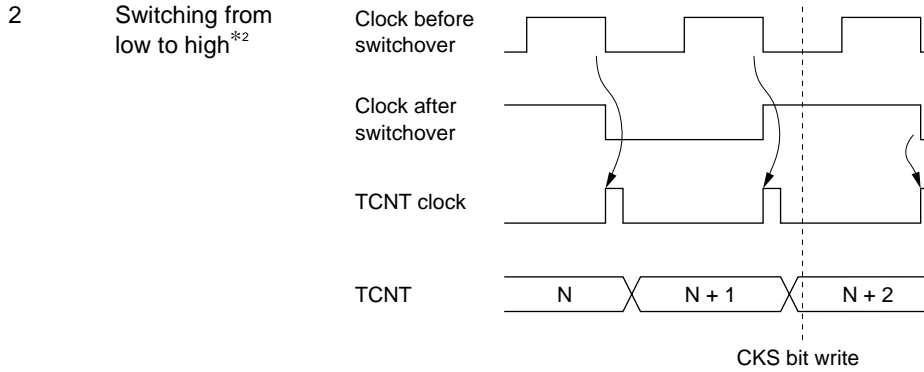 2 Switching from low to high*2
Clock before switchover
Clock after switchover
TCNT clock
TCNT
N
N + 1
N + 2
CKS bit write